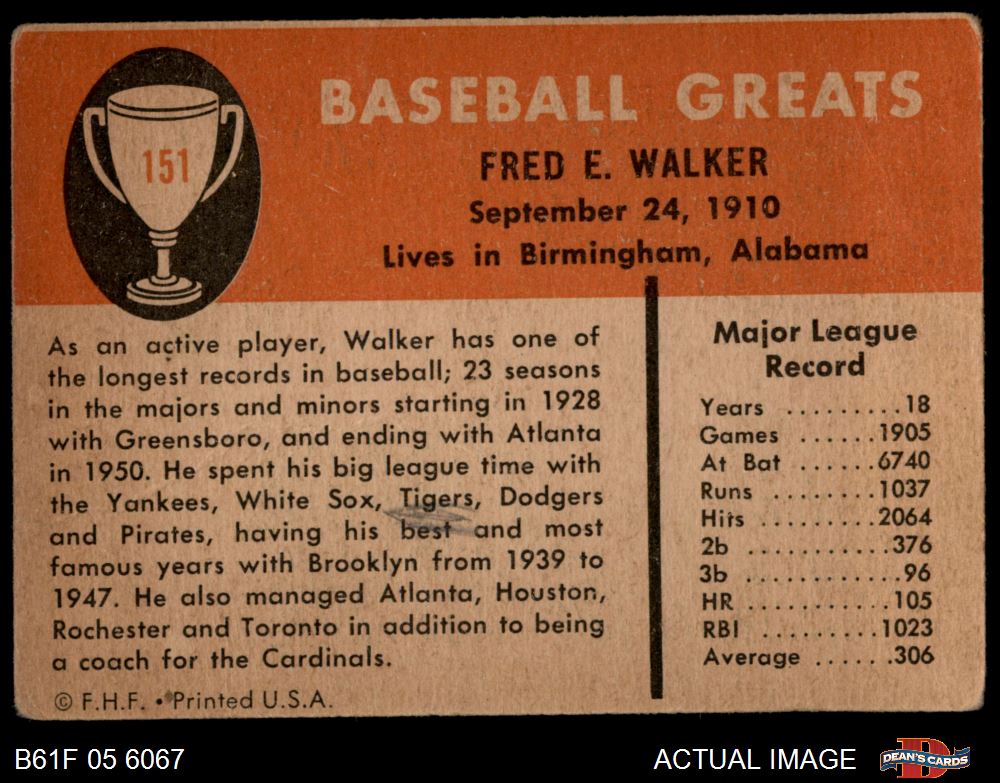 151
BASEBALL GREATS
FRED E. WALKER
September 24, 1910
Lives in Birmingham, Alabama
As an active player, Walker has one of
the longest records in baseball; 23 seasons
in the majors and minors starting in 1928
with Greensboro, and ending with Atlanta
in 1950. He spent his big league time with
the Yankees, White Sox, Tigers, Dodgers
and Pirates, having his best and most
famous years with Brooklyn from 1939 to
1947. He also managed Atlanta, Houston,
Rochester and Toronto in addition to being
a coach for the Cardinals.
© F.H.F. • Printed U.S.A.
Major League
Record
Years .........18
Games ......1905
At Bat ......6740
Runs ........1037
Hits .........2064
2b ...........376
3b ............96
HR ...........105
RBI .........1023
Average ......306
B61F 05 6067
ACTUAL IMAGE
D
DEAN'S CARDS